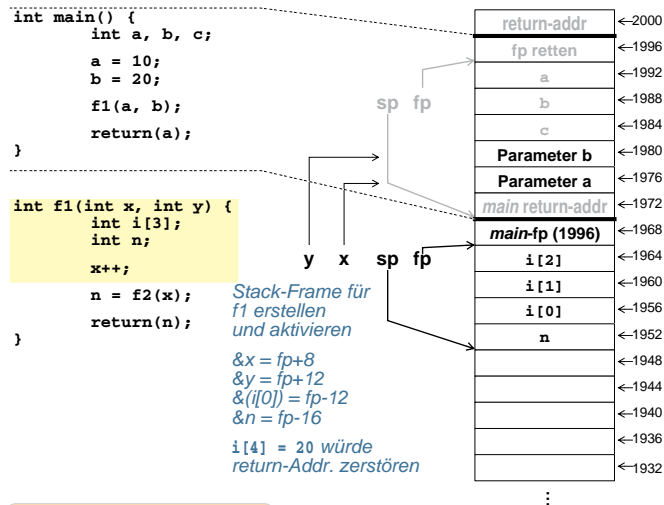 int main() {
int a, b, c;
a = 10;
b = 20;
f1(a, b);
return(a);
}
int f1(int x, int y) {
int i[3];
int n;
x++;
n = f2(x);
return(n);
}
sp fp
y x sp fp
Stack-Frame für
f1 erstellen
und aktivieren
&x = fp+8
&y = fp+12
&(i[0]) = fp-12
&n = fp-16
i[4] = 20 würde
return-Addr. zerstören
return-addr 2000
fp retten 1996
a 1992
b 1988
c 1984
Parameter b 1980
Parameter a 1976
main return-addr 1972
main-fp (1996) 1968
i[2] 1964
i[1] 1960
i[0] 1956
n 1952
1948
1944
1940
1936
1932
⋮